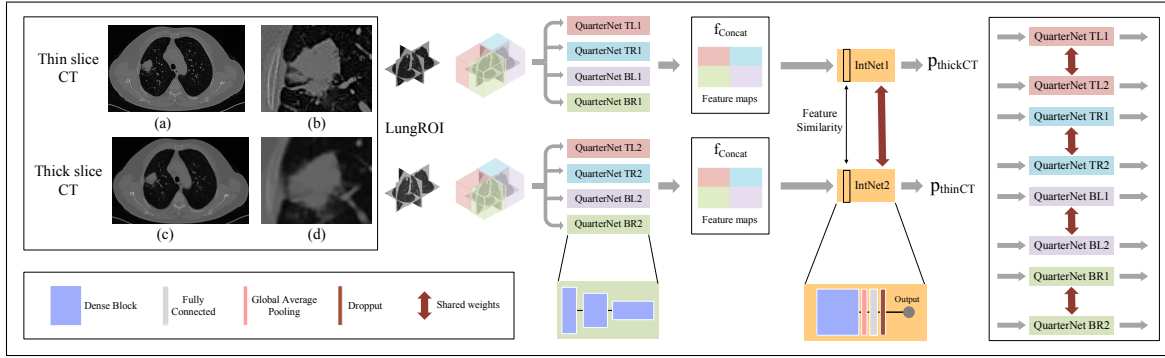 Thin slice
CT
(a)
(b)
Thick slice
CT
(c)
(d)
LungROI
QuarterNet TL1
QuarterNet TR1
QuarterNet BL1
QuarterNet BR1
QuarterNet TL2
QuarterNet TR2
QuarterNet BL2
QuarterNet BR2
fConcat
Feature maps
fConcat
Feature maps
IntNet1
Feature
Similarity
IntNet2
pthickCT
pthinCT
QuarterNet TL1
QuarterNet TL2
QuarterNet TR1
QuarterNet TR2
QuarterNet BL1
QuarterNet BL2
QuarterNet BR1
QuarterNet BR2
Dense Block
Fully
Connected
Global Average
Pooling
Dropput
Shared weights
Output